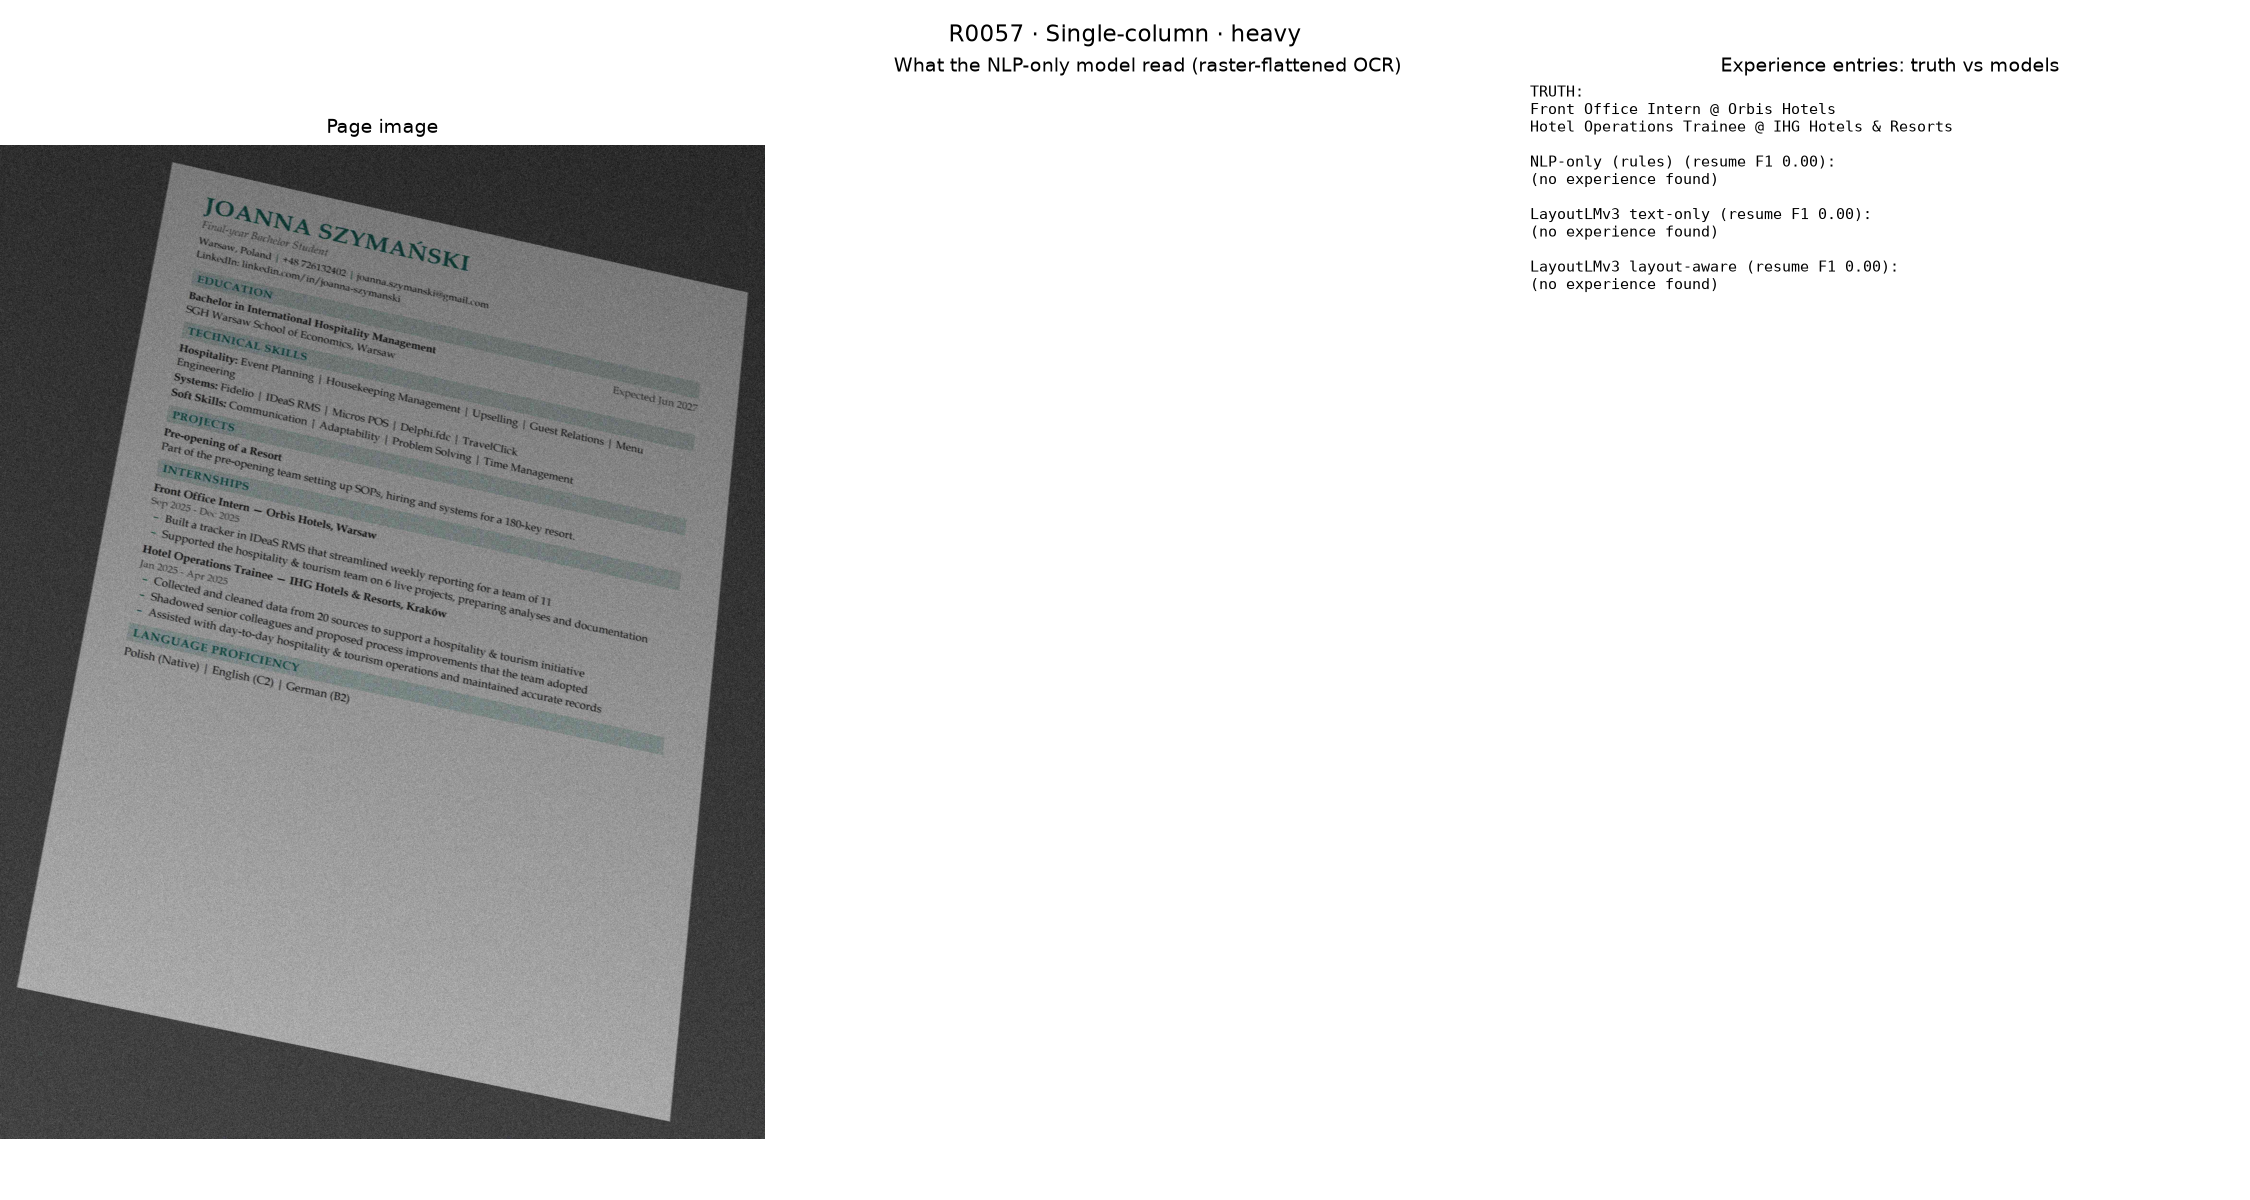 R0057 · Single-column · heavy
Page image
JOANNA SZYMAŃSKI
Final-year Bachelor Student
Warsaw, Poland | +48 726132402 | joanna.szymanski@gmail.com
LinkedIn: linkedin.com/in/joanna-szymanski
EDUCATION
Bachelor in International Hospitality Management
Expected Jun 2027
SGH Warsaw School of Economics, Warsaw
TECHNICAL SKILLS
Hospitality: Event Planning | Housekeeping Management | Upselling | Guest Relations | Menu
Engineering
Systems: Fidelio | IDeaS RMS | Micros POS | Delphi.fdc | TravelClick
Soft Skills: Communication | Adaptability | Problem Solving | Time Management
PROJECTS
Pre-opening of a Resort
Part of the pre-opening team setting up SOPs, hiring and systems for a 180-key resort.
INTERNSHIPS
Front Office Intern — Orbis Hotels, Warsaw
Sep 2025 - Dec 2025
– Built a tracker in IDeaS RMS that streamlined weekly reporting for a team of 11
– Supported the hospitality & tourism team on 6 live projects, preparing analyses and documentation
Hotel Operations Trainee — IHG Hotels & Resorts, Kraków
Jan 2025 - Apr 2025
– Collected and cleaned data from 20 sources to support a hospitality & tourism initiative
– Shadowed senior colleagues and proposed process improvements that the team adopted
– Assisted with day-to-day hospitality & tourism operations and maintained accurate records
LANGUAGE PROFICIENCY
Polish (Native) | English (C2) | German (B2)
What the NLP-only model read (raster-flattened OCR)
Experience entries: truth vs models
TRUTH:
Front Office Intern @ Orbis Hotels
Hotel Operations Trainee @ IHG Hotels & Resorts
NLP-only (rules) (resume F1 0.00):
(no experience found)
LayoutLMv3 text-only (resume F1 0.00):
(no experience found)
LayoutLMv3 layout-aware (resume F1 0.00):
(no experience found)